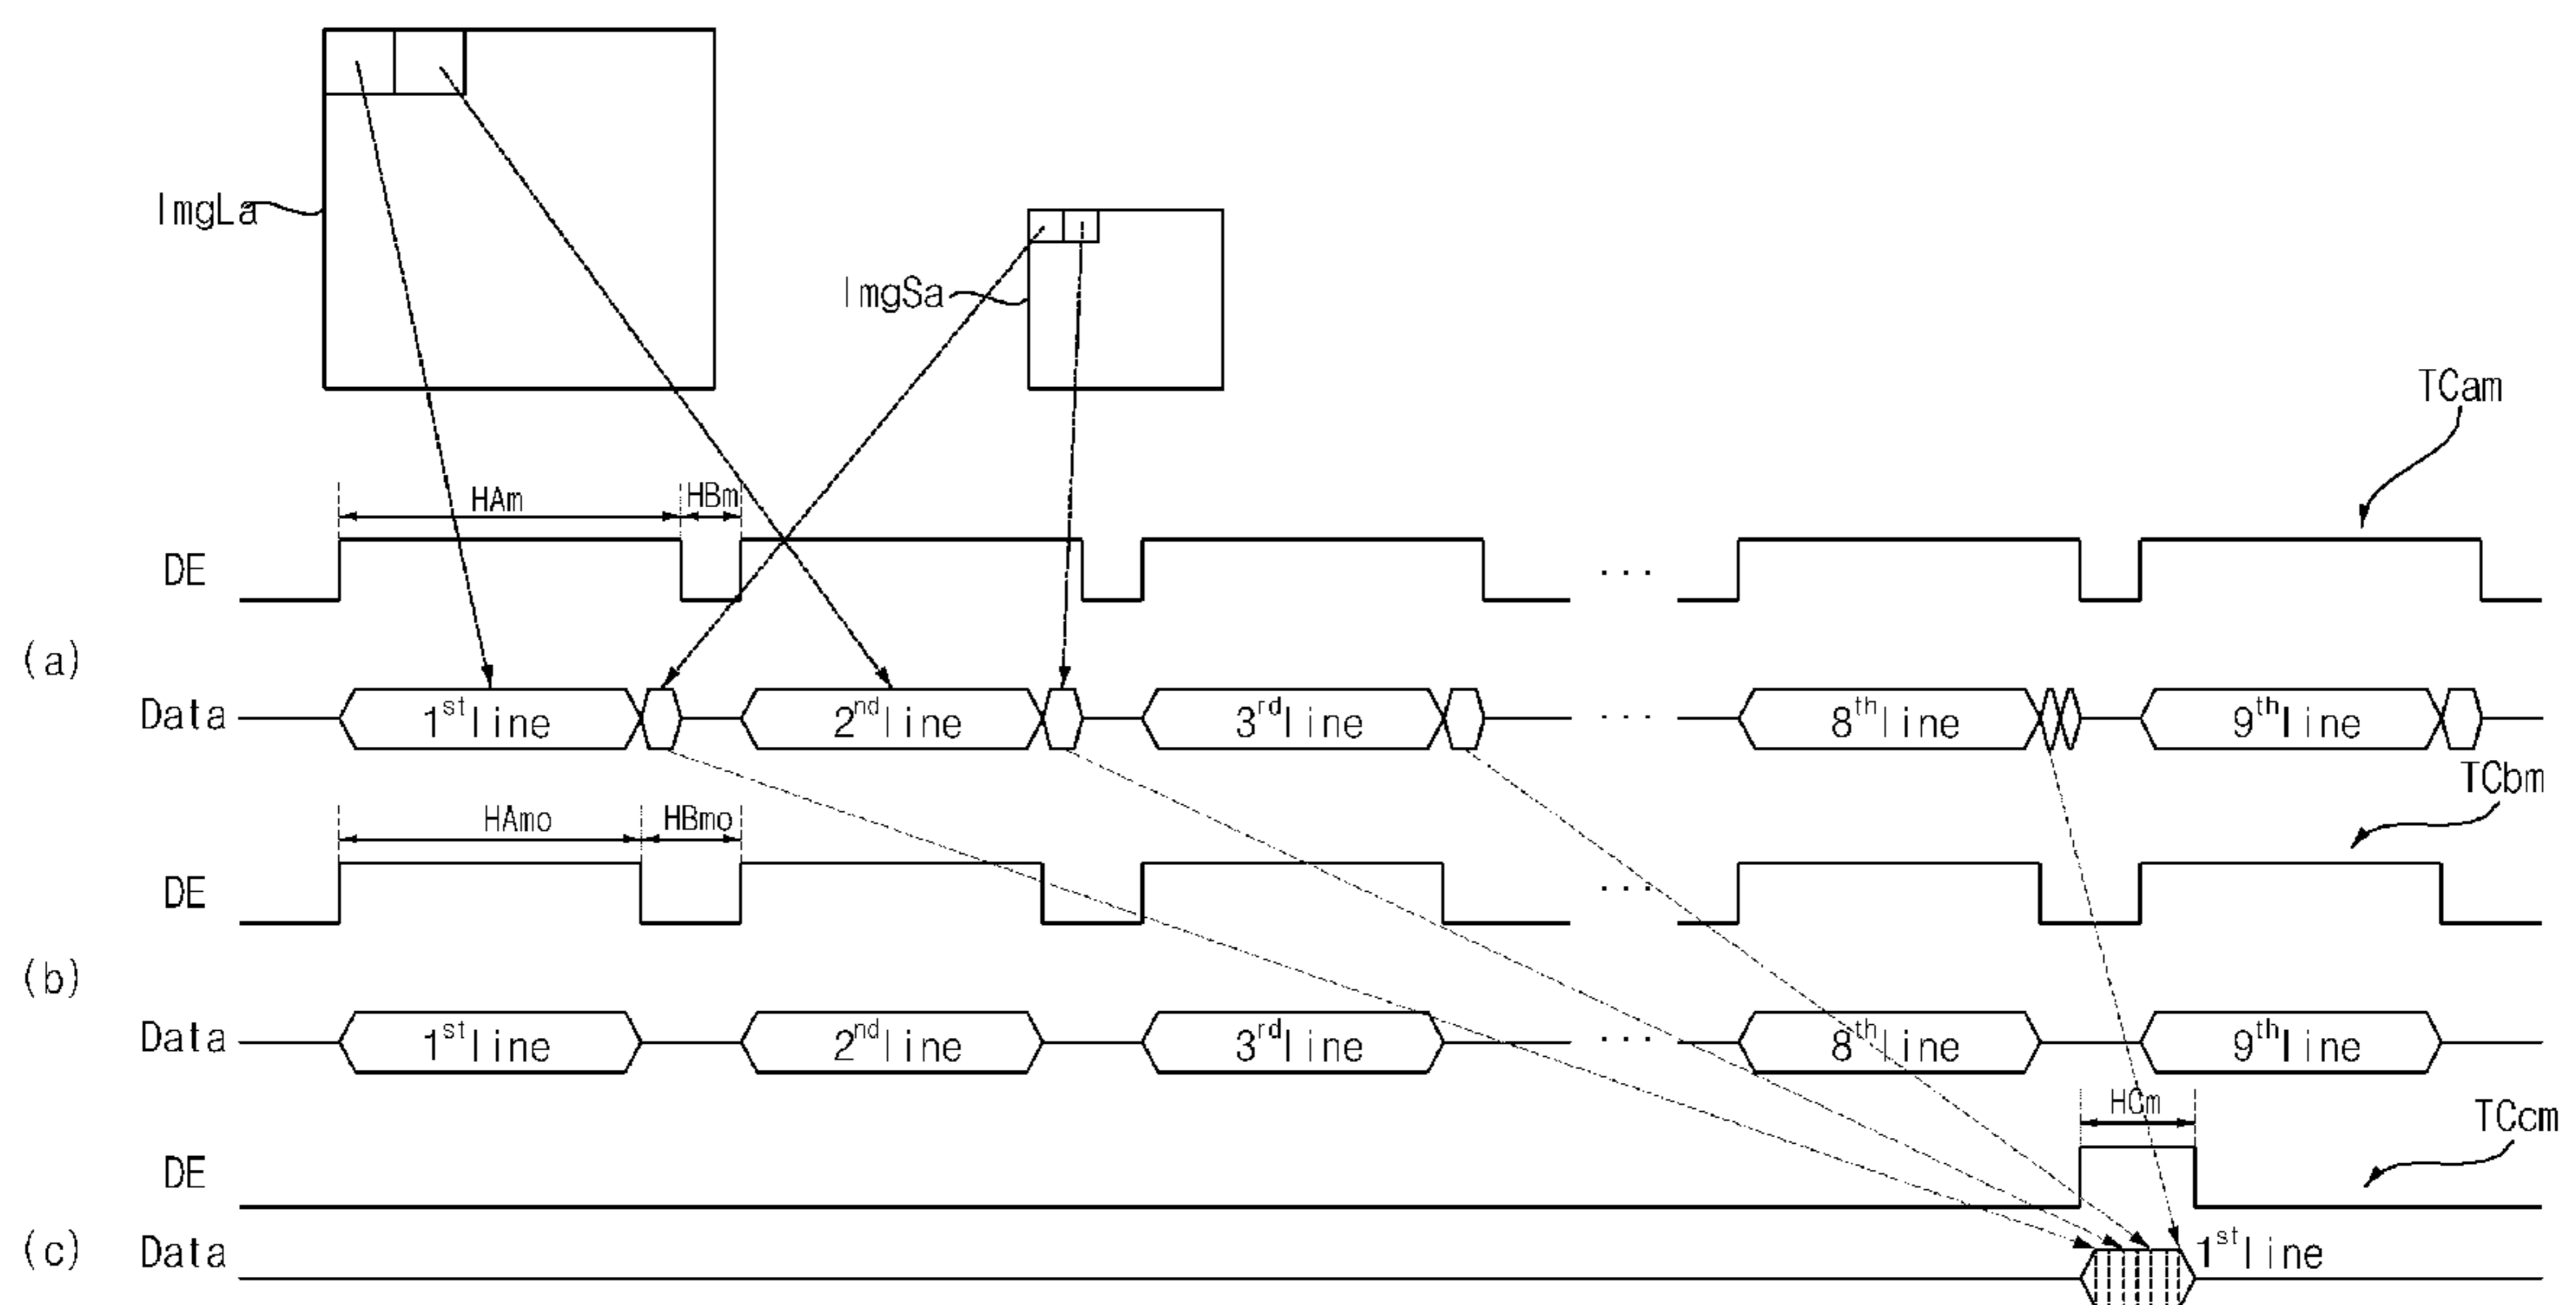 ImgLa
ImgSa
TCam
HAm HBm
DE ...
(a)
Data 1st line 2nd line 3rd line ... 8th line 9th line
TCbm
HAmo HBmo
DE ...
(b)
Data 1st line 2nd line 3rd line ... 8th line 9th line
HCm
TCcm
DE
(c)
Data 1st line